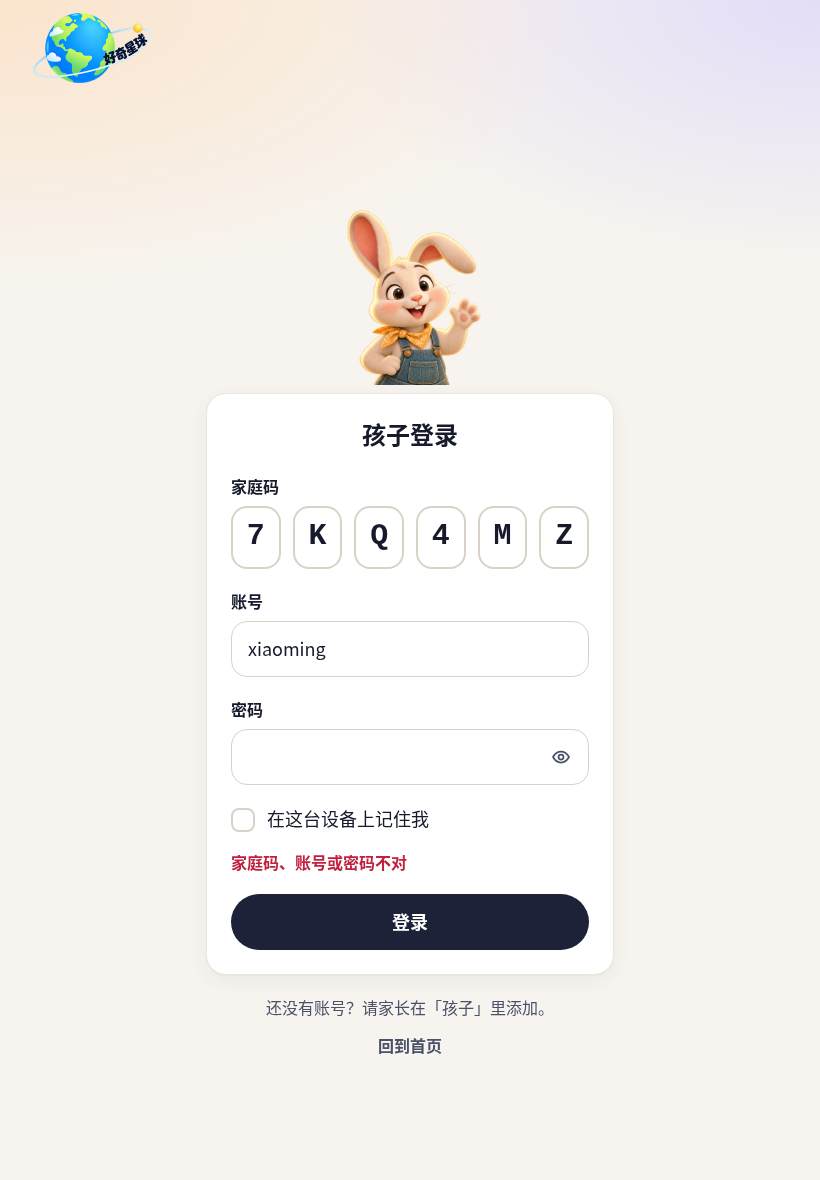 好奇星球
孩子登录
家庭码
7 K Q 4 M Z
账号
xiaoming
密码
在这台设备上记住我
家庭码、账号或密码不对
登录
还没有账号？请家长在「孩子」里添加。
回到首页